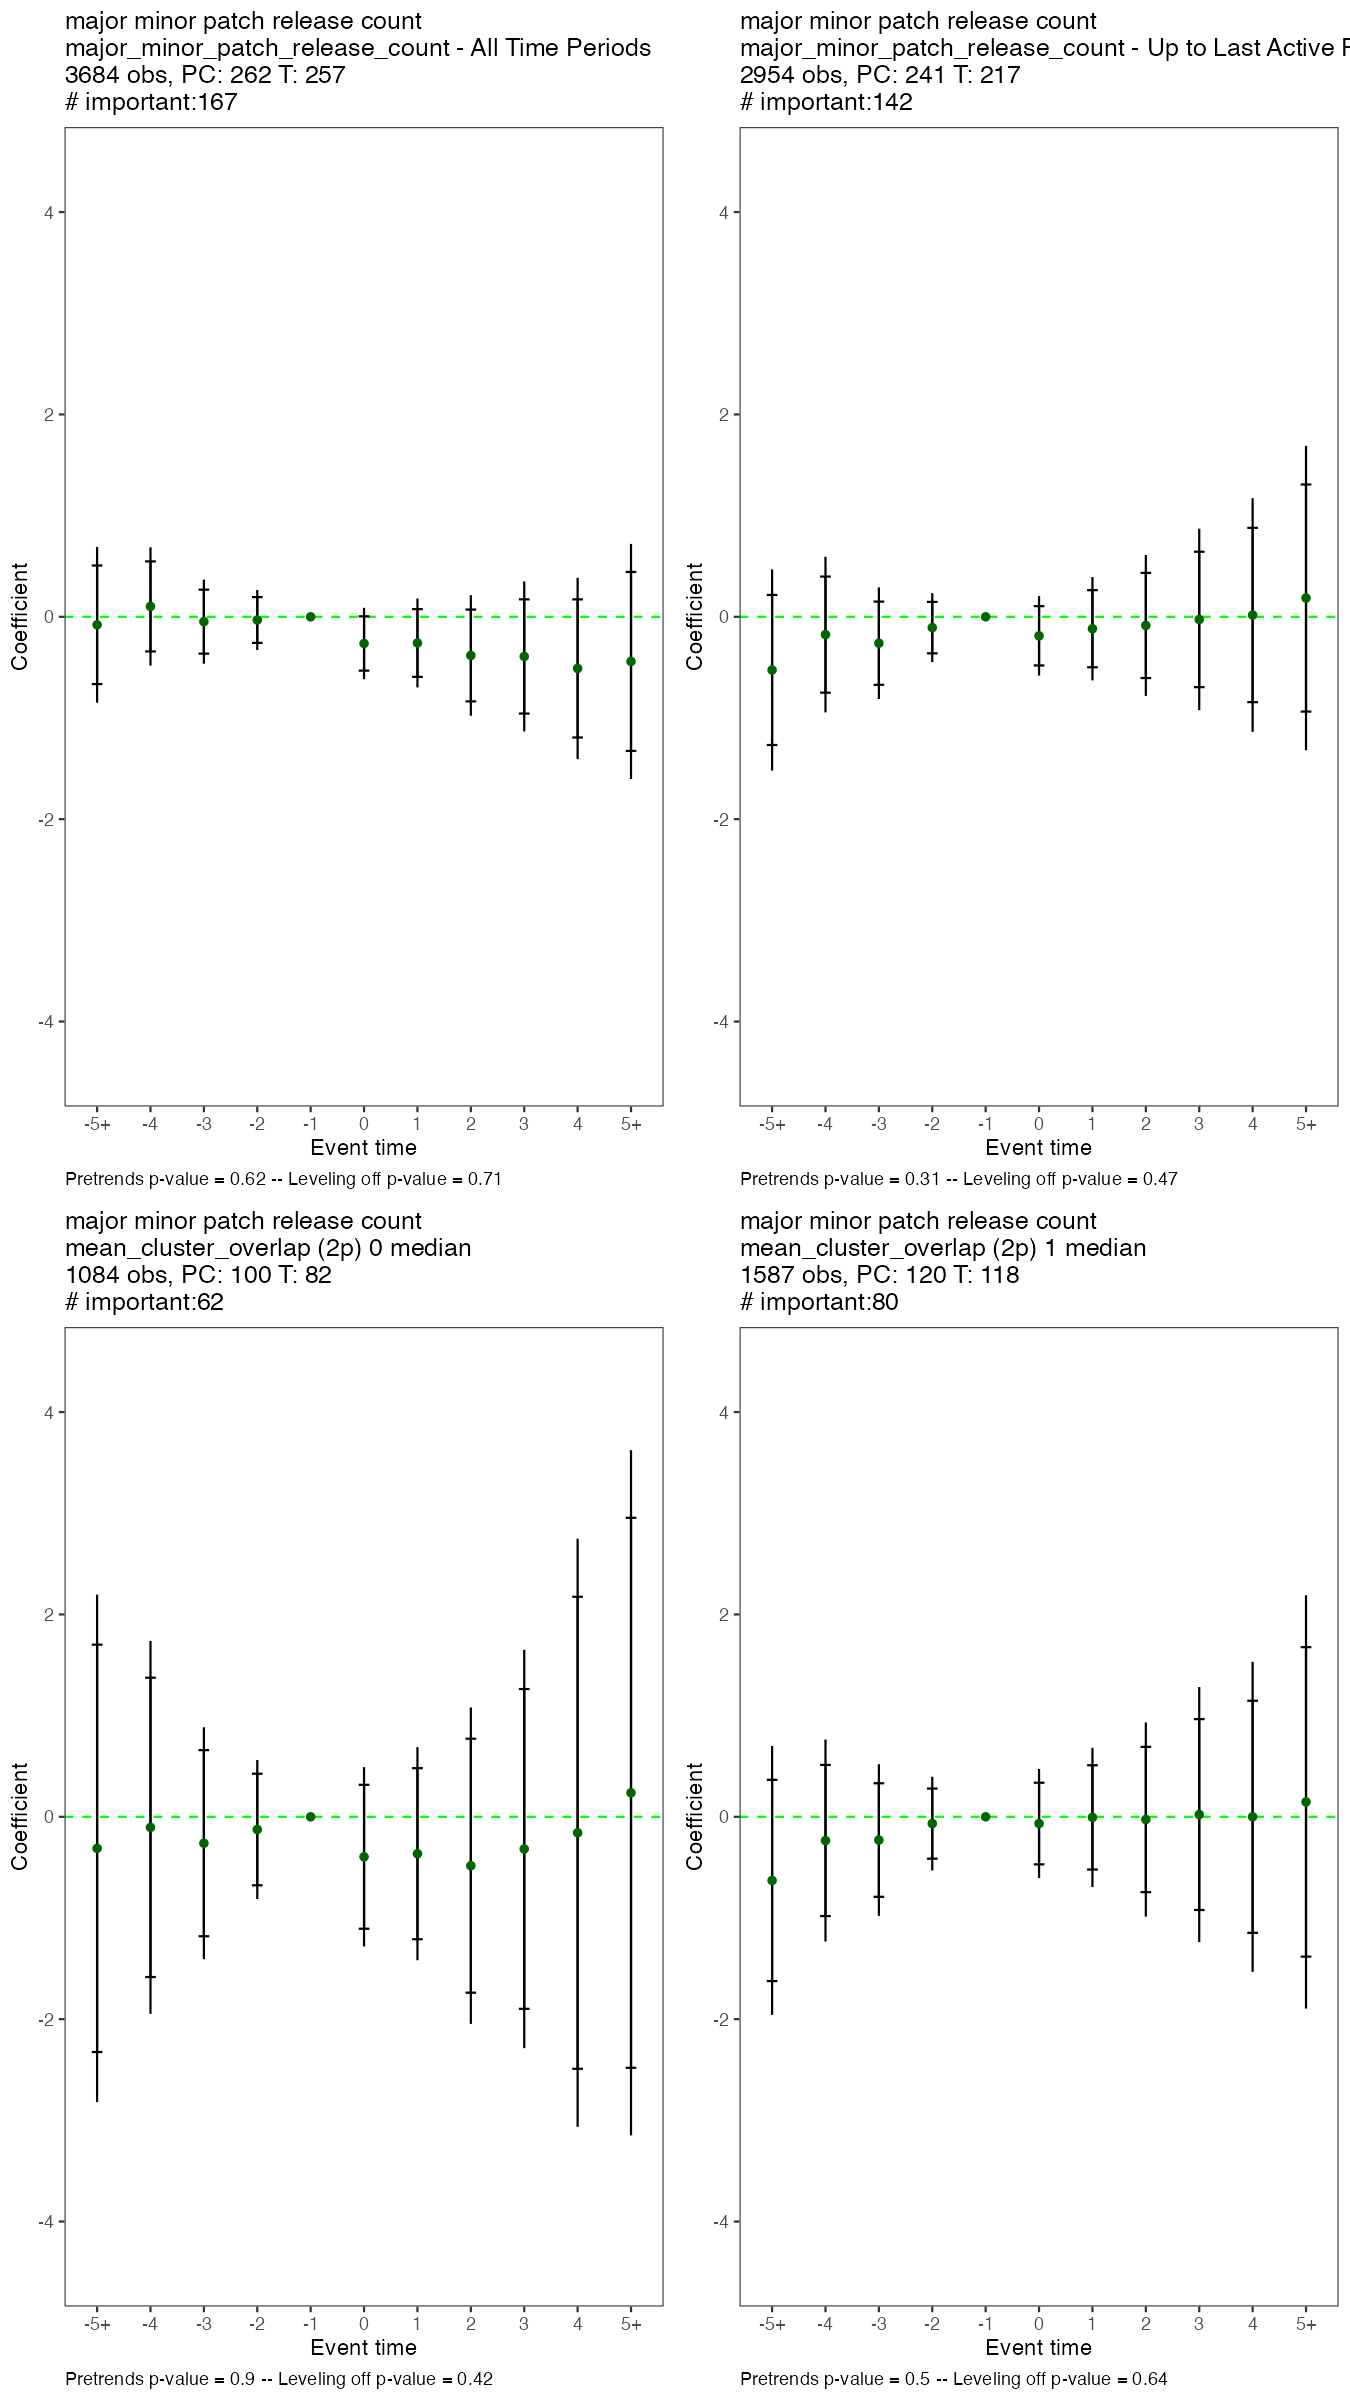 major minor patch release count
major_minor_patch_release_count - All Time Periods
3684 obs, PC: 262 T: 257
# important:167
4
2
0
-2
-4
Coefficient
-5+ -4 -3 -2 -1 0 1 2 3 4 5+
Event time
Pretrends p-value = 0.62 -- Leveling off p-value = 0.71
major minor patch release count
major_minor_patch_release_count - Up to Last Active
2954 obs, PC: 241 T: 217
# important:142
4
2
0
-2
-4
Coefficient
-5+ -4 -3 -2 -1 0 1 2 3 4 5+
Event time
Pretrends p-value = 0.31 -- Leveling off p-value = 0.47
major minor patch release count
mean_cluster_overlap (2p) 0 median
1084 obs, PC: 100 T: 82
# important:62
4
2
0
-2
-4
Coefficient
-5+ -4 -3 -2 -1 0 1 2 3 4 5+
Event time
Pretrends p-value = 0.9 -- Leveling off p-value = 0.42
major minor patch release count
mean_cluster_overlap (2p) 1 median
1587 obs, PC: 120 T: 118
# important:80
4
2
0
-2
-4
Coefficient
-5+ -4 -3 -2 -1 0 1 2 3 4 5+
Event time
Pretrends p-value = 0.5 -- Leveling off p-value = 0.64